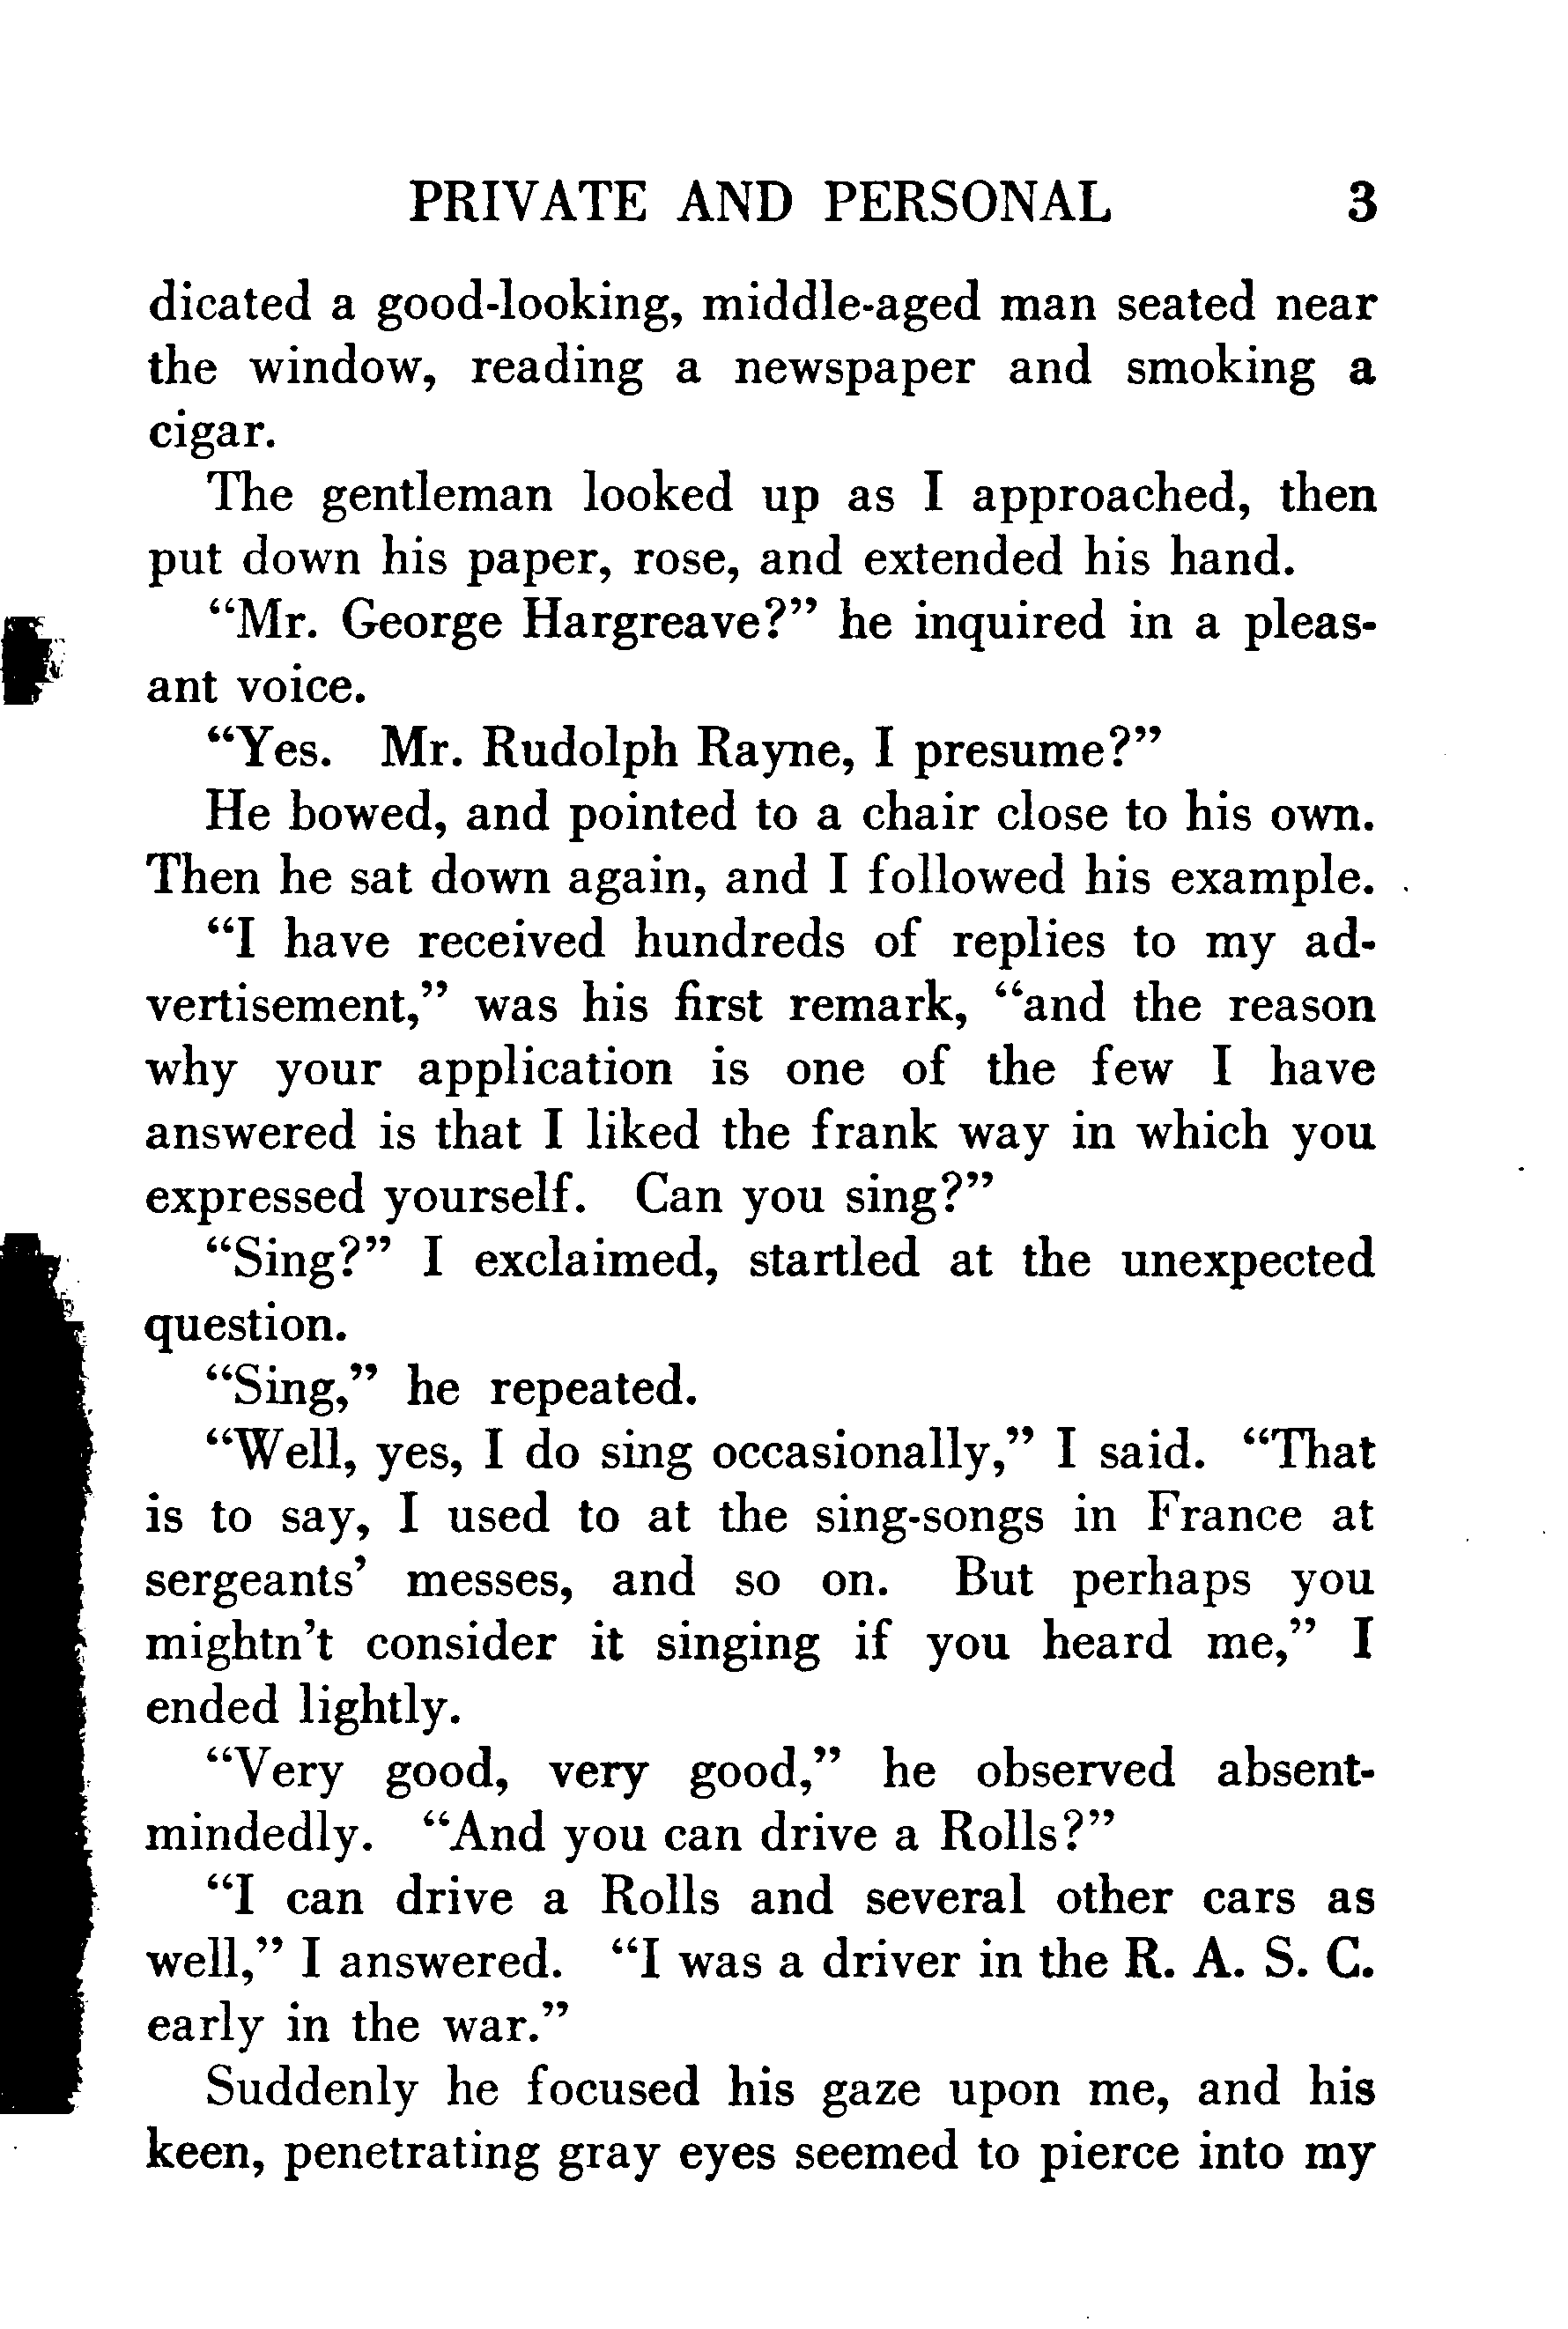 PRIVATE AND PERSONAL 3
dicated a good-looking, middle-aged man seated near
the window, reading a newspaper and smoking a
cigar.
The gentleman looked up as I approached, then
put down his paper, rose, and extended his hand.
“Mr. George Hargreave?” he inquired in a pleas-
ant voice.
“Yes. Mr. Rudolph Rayne, I presume?”
He bowed, and pointed to a chair close to his own.
Then he sat down again, and I followed his example.
“I have received hundreds of replies to my ad-
vertisement,” was his first remark, “and the reason
why your application is one of the few I have
answered is that I liked the frank way in which you
expressed yourself. Can you sing?”
“Sing?” I exclaimed, startled at the unexpected
question.
“Sing,” he repeated.
“Well, yes, I do sing occasionally,” I said. “That
is to say, I used to at the sing-songs in France at
sergeants’ messes, and so on. But perhaps you
mightn’t consider it singing if you heard me,” I
ended lightly.
“Very good, very good,” he observed absent-
mindedly. “And you can drive a Rolls?”
“I can drive a Rolls and several other cars as
well,” I answered. “I was a driver in the R. A. S. C.
early in the war.”
Suddenly he focused his gaze upon me, and his
keen, penetrating gray eyes seemed to pierce into my